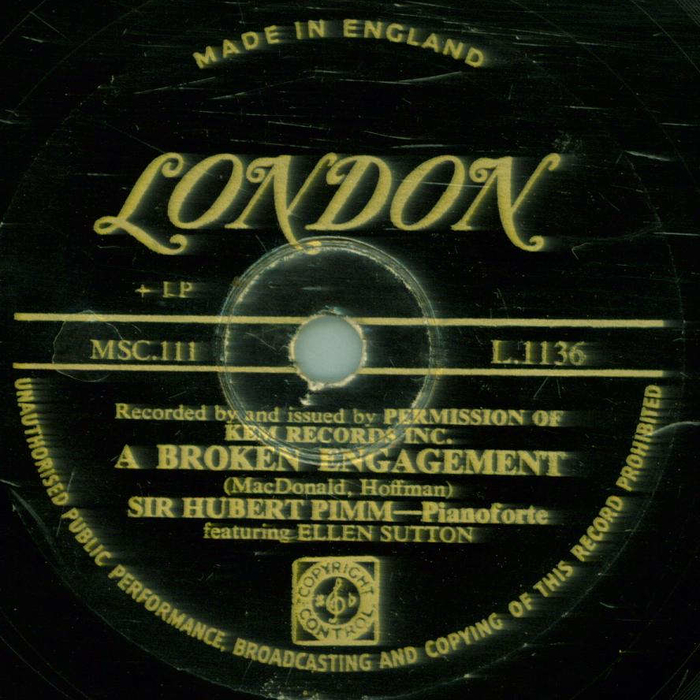 MADE IN ENGLAND
LONDON
+ LP
MSC.111
L.1136
Recorded by and issued by PERMISSION OF
KEM RECORDS INC.
A BROKEN ENGAGEMENT
(MacDonald, Hoffman)
SIR HUBERT PIMM—Pianoforte
featuring ELLEN SUTTON
COPYRIGHT
CONTROL
UNAUTHORISED PUBLIC PERFORMANCE, BROADCASTING AND COPYING OF THIS RECORD PROHIBITED